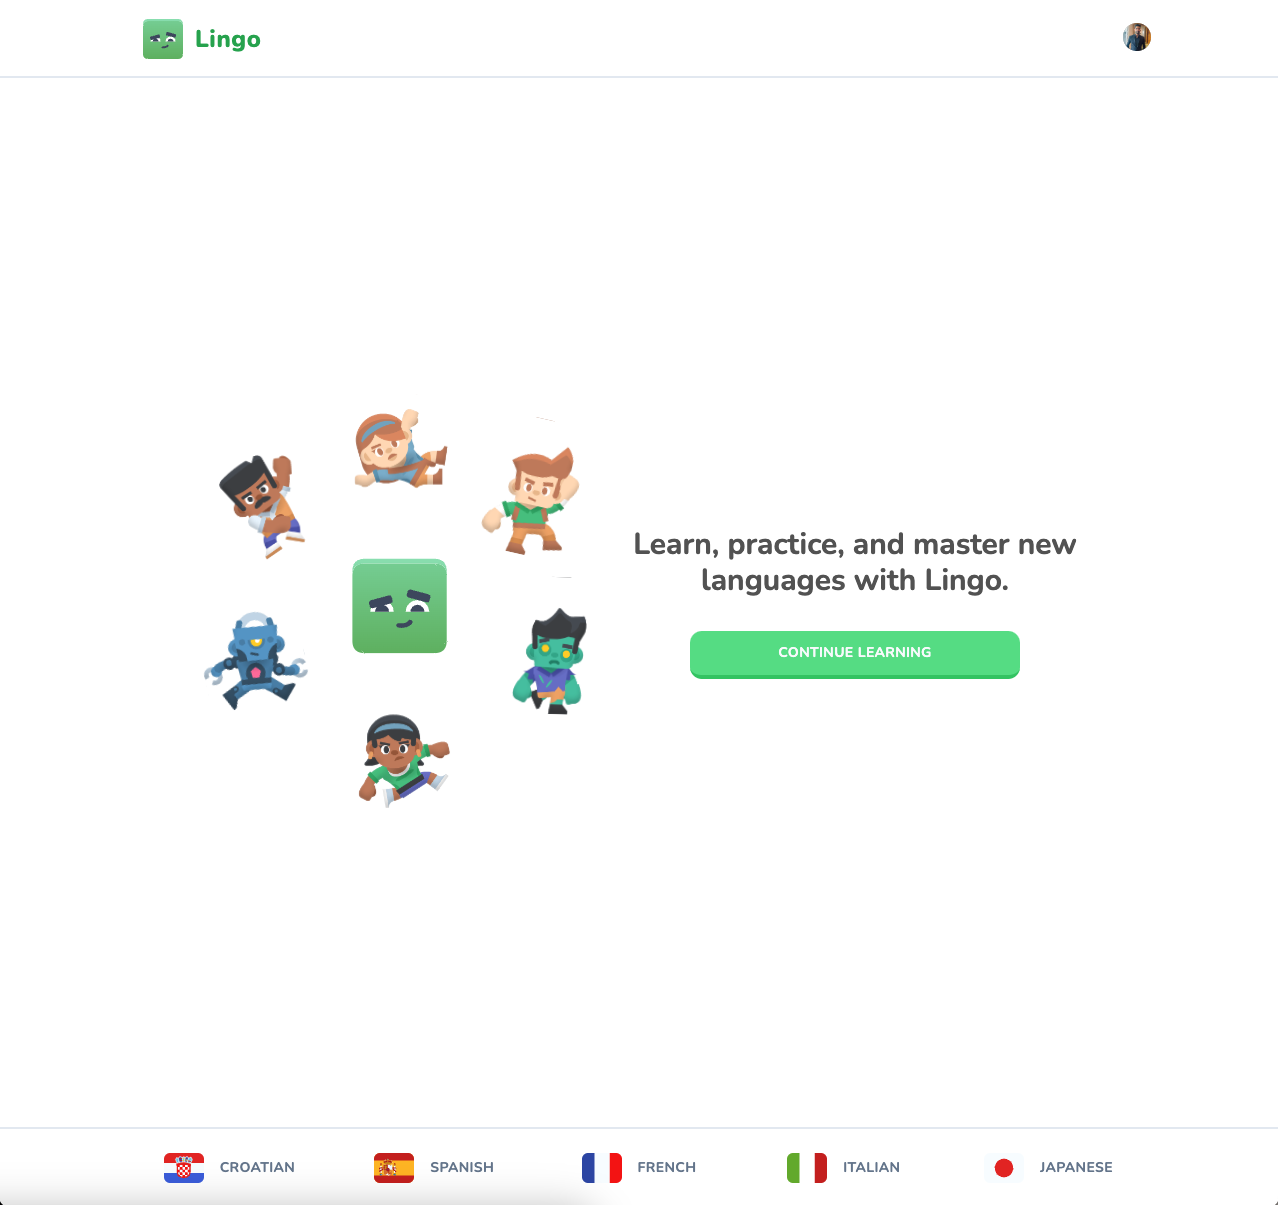 Lingo
Learn, practice, and master new
languages with Lingo.
CONTINUE LEARNING
CROATIAN
SPANISH
FRENCH
ITALIAN
JAPANESE